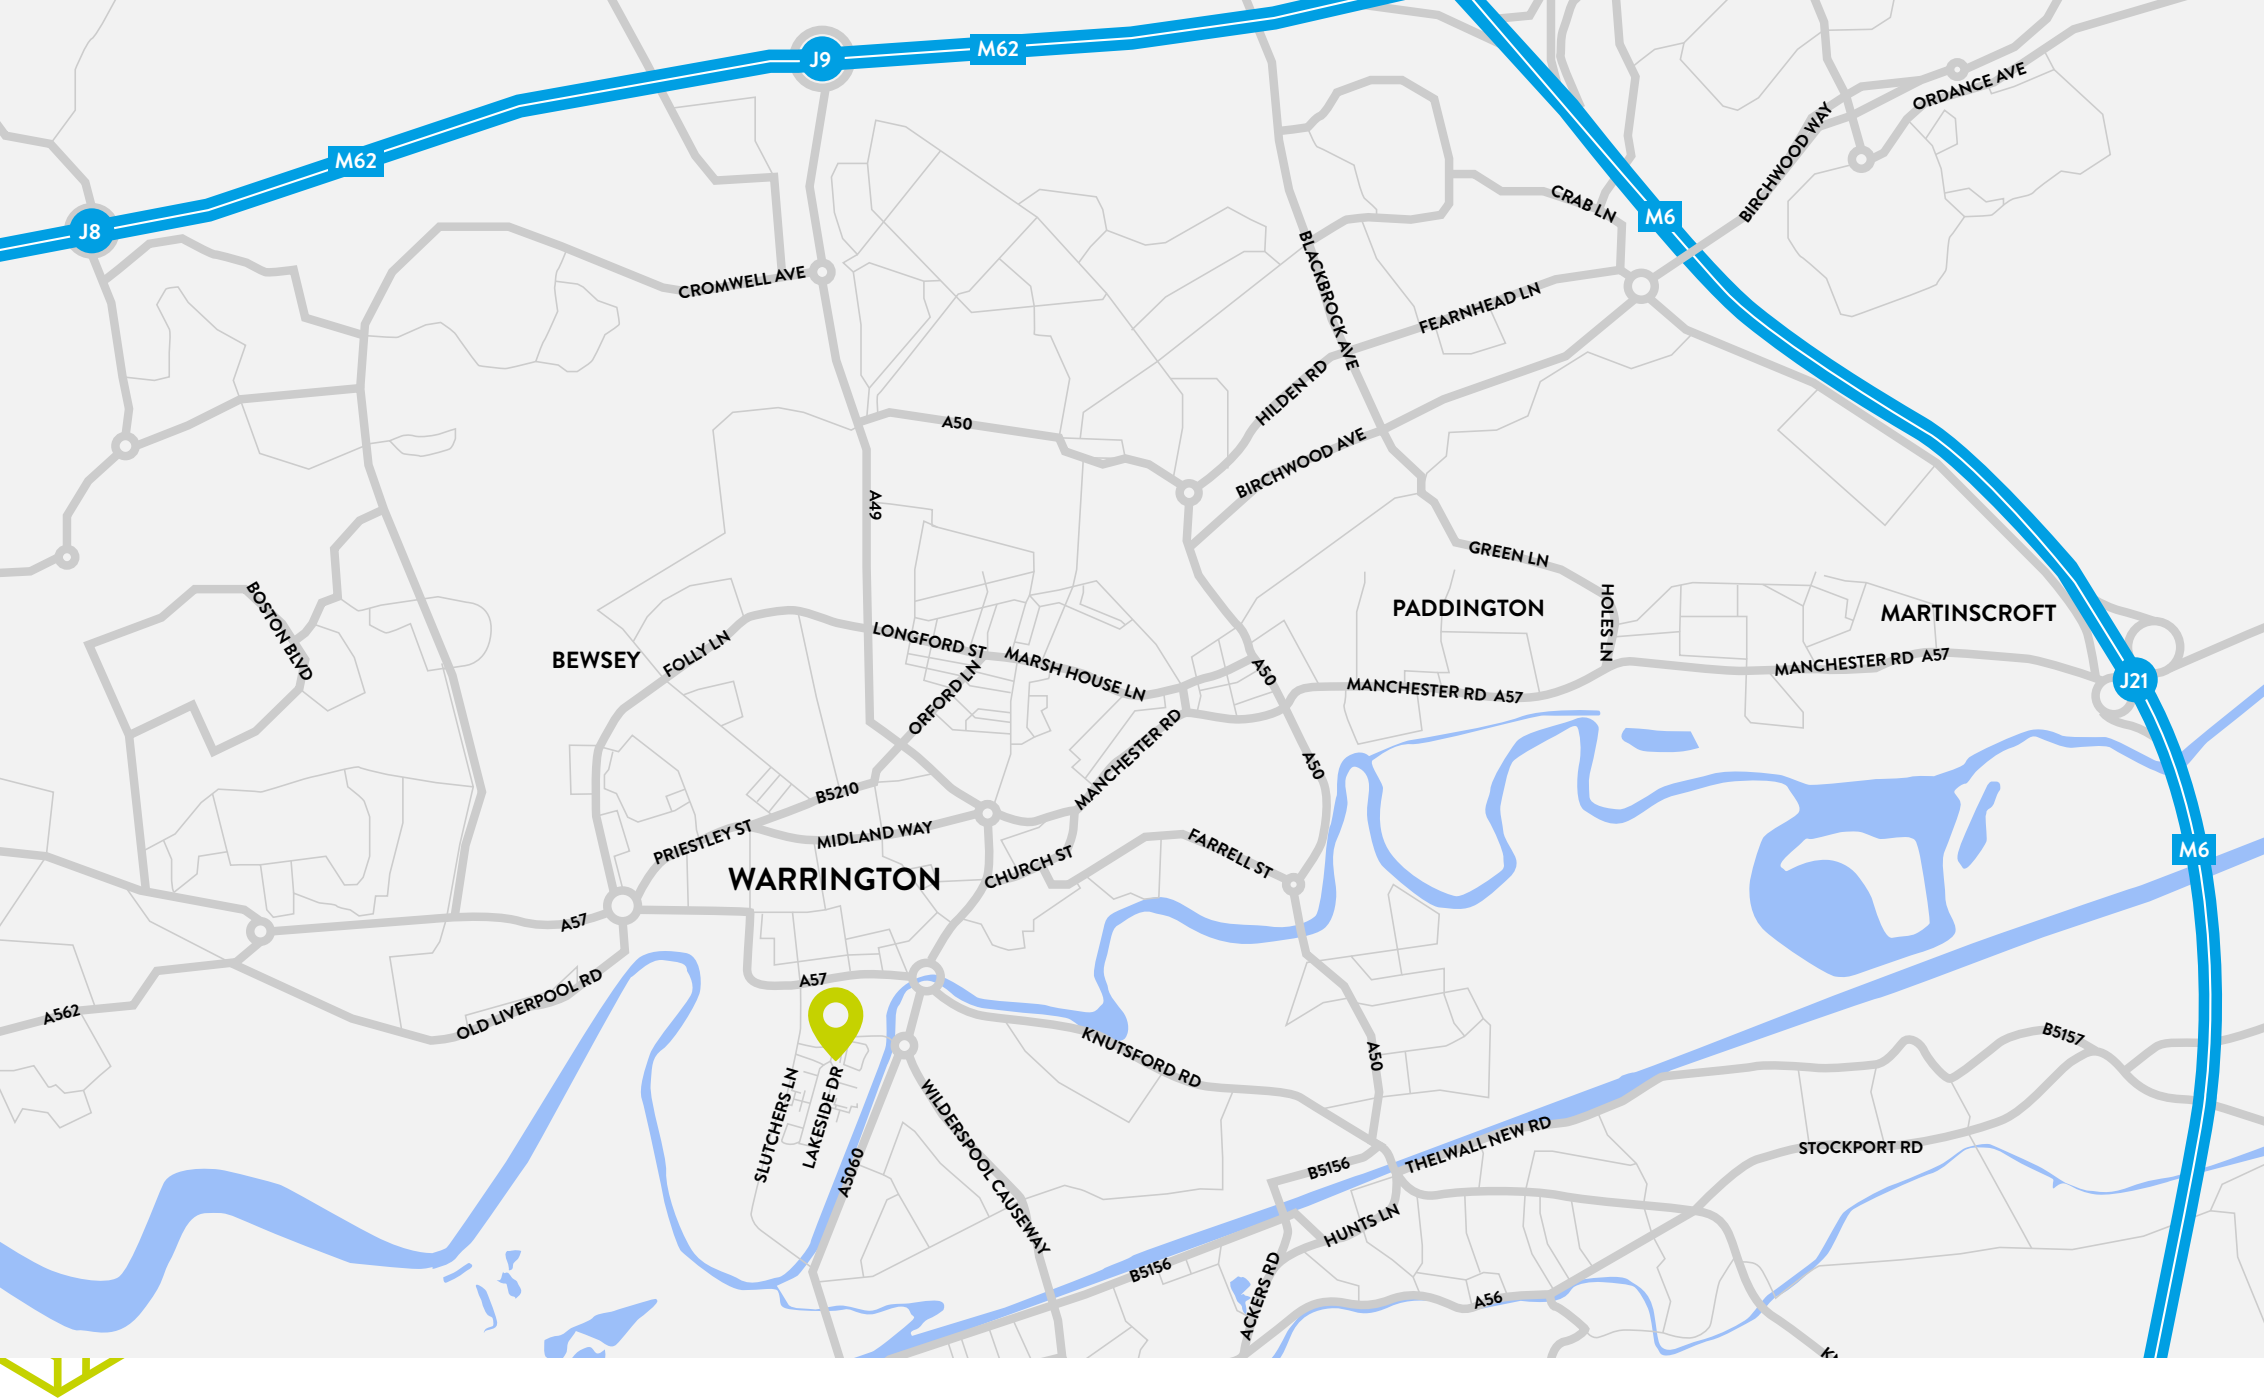 M62
J9
ORDANCE AVE
BIRCHWOOD WAY
M62
CRAB LN
M6
J8
CROMWELL AVE
BLACKBROCK AVE
FEARNHEAD LN
HILDEN RD
A50
BIRCHWOOD AVE
A49
GREEN LN
BOSTON BLVD
HOLES LN
PADDINGTON
MARTINSCROFT
LONGFORD ST
FOLLY LN
BEWSEY
MARSH HOUSE LN
A50
MANCHESTER RD A57
MANCHESTER RD A57
J21
ORFORD LN
MANCHESTER RD
A50
B5210
PRIESTLEY ST
MIDLAND WAY
FARRELL ST
M6
CHURCH ST
WARRINGTON
A57
A57
OLD LIVERPOOL RD
A562
KNUTSFORD RD
A50
B5157
SLUTCHERS LN
LAKESIDE DR
WILDERSPOOL CAUSEWAY
THELWALL NEW RD
STOCKPORT RD
A5060
B5156
HUNTS LN
B5156
ACKERS RD
A56